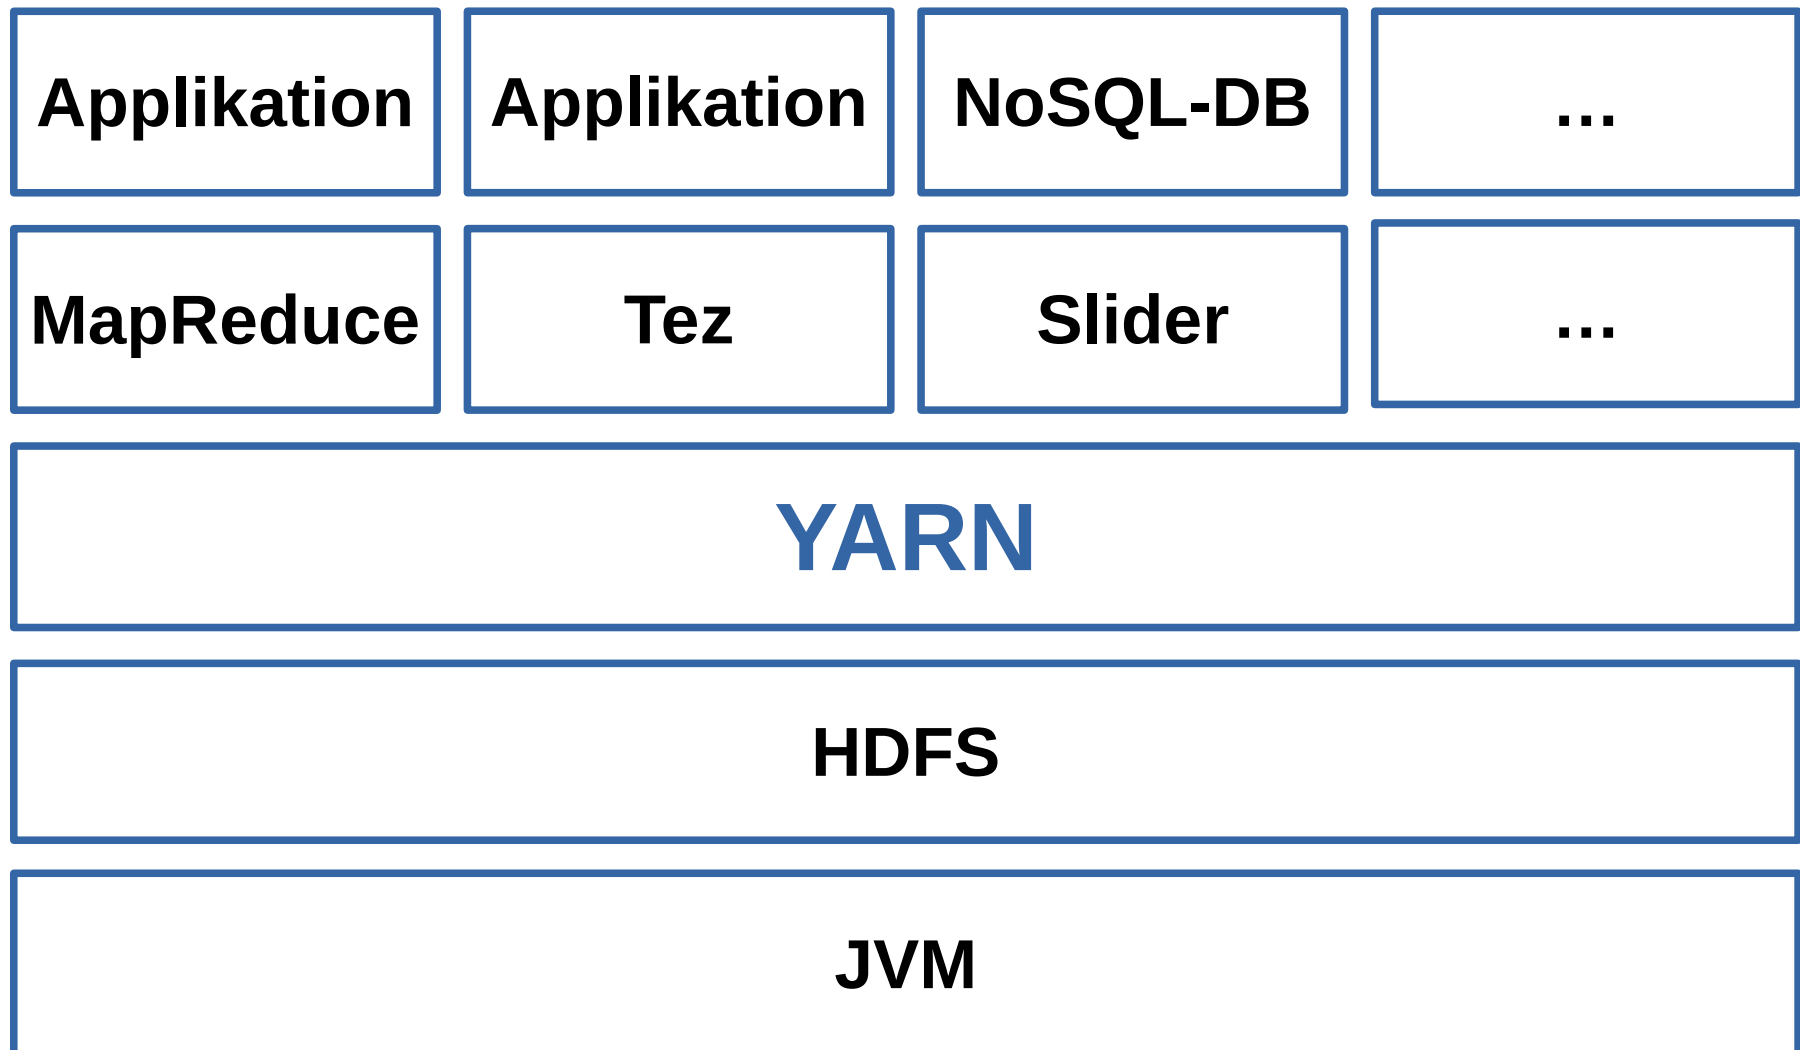 Applikation
Applikation
NoSQL-DB
...
MapReduce
Tez
Slider
...
YARN
HDFS
JVM